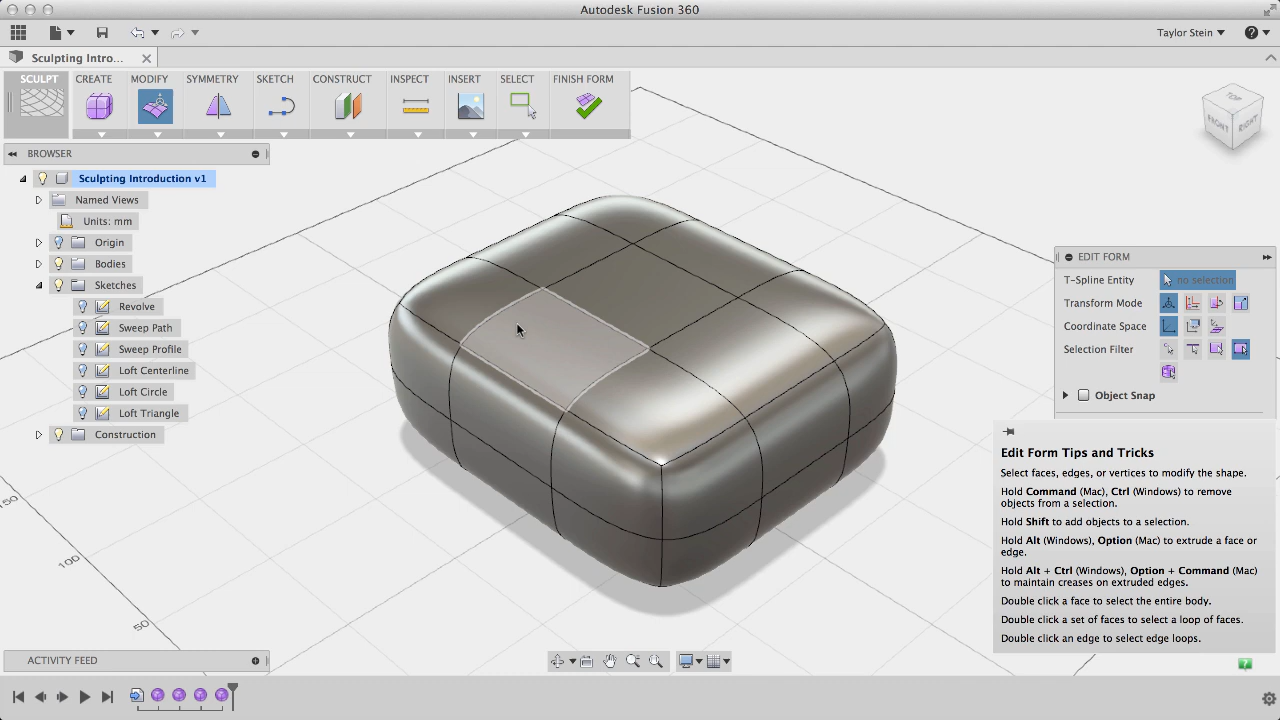 Autodesk Fusion 360
Taylor Stein
Sculpting Intro...
SCULPT
CREATE
MODIFY
SYMMETRY
SKETCH
CONSTRUCT
INSPECT
INSERT
SELECT
FINISH FORM
TOP
FRONT
RIGHT
BROWSER
Sculpting Introduction v1
Named Views
Units: mm
Origin
Bodies
Sketches
Revolve
Sweep Path
Sweep Profile
Loft Centerline
Loft Circle
Loft Triangle
Construction
EDIT FORM
T-Spline Entity
no selection
Transform Mode
Coordinate Space
Selection Filter
Object Snap
Edit Form Tips and Tricks
Select faces, edges, or vertices to modify the shape.
Hold Command (Mac), Ctrl (Windows) to remove
objects from a selection.
Hold Shift to add objects to a selection.
Hold Alt (Windows), Option (Mac) to extrude a face or
edge.
Hold Alt + Ctrl (Windows), Option + Command (Mac)
to maintain creases on extruded edges.
Double click a face to select the entire body.
Double click a set of faces to select a loop of faces.
Double click an edge to select edge loops.
150
100
50
ACTIVITY FEED